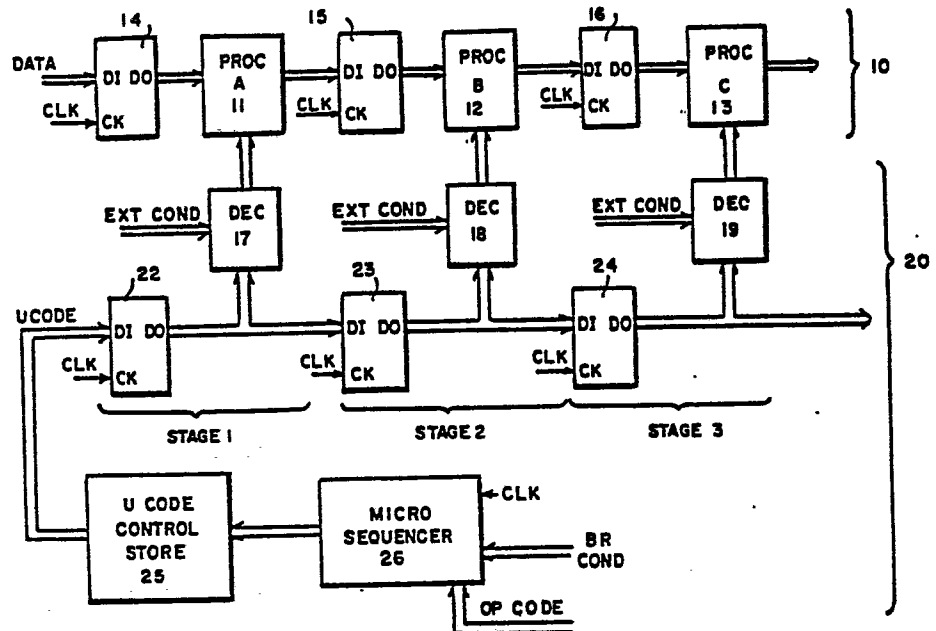 14
15
16
DATA
DI DO
PROC
A
11
DI DO
PROC
B
12
DI DO
PROC
C
13
10
CLK
CK
CLK
CK
CLK
CK
EXT COND
DEC
17
EXT COND
DEC
18
EXT COND
DEC
19
20
22
23
24
UCODE
DI DO
DI DO
DI DO
CLK
CK
CLK
CK
CLK
CK
STAGE 1
STAGE 2
STAGE 3
U CODE
CONTROL
STORE
25
MICRO
SEQUENCER
26
CLK
BR
COND
OP CODE